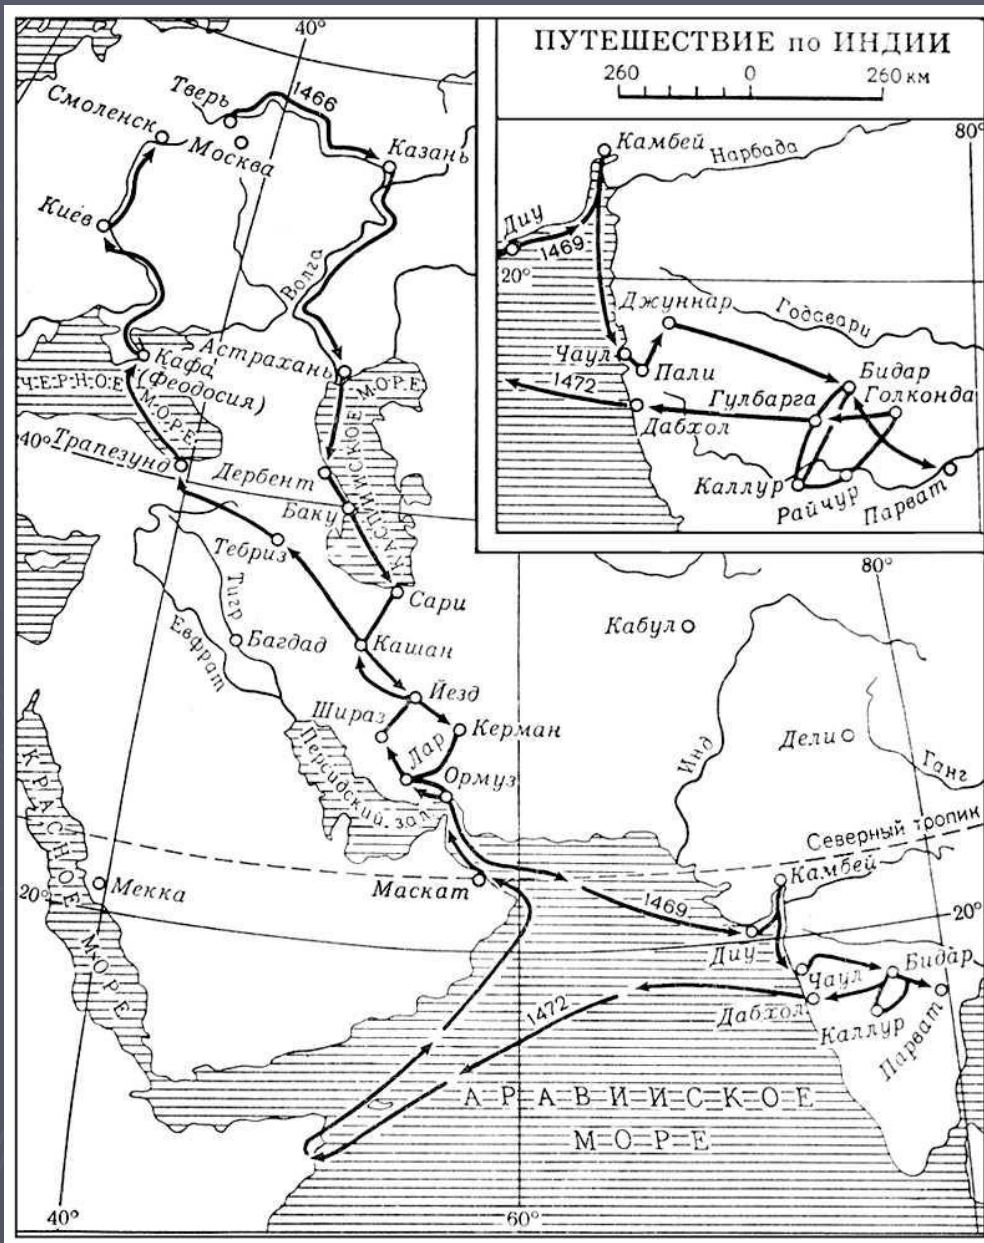 40°
Тверь
1466
Смоленск
Москва
Казань
Киев
Волга
Астрахань
Кафа
(Феодосия)
ЧЕРНОЕ
МОРЕ
40°
Трапезунд
Дербент
Баку
КАСПИЙСКОЕ МОРЕ
Тебриз
Сари
Тигр
Евфрат
Багдад
Кашан
Йезд
Шираз
Лар
Керман
Ормуз
Персидский зал.
Маскат
КРАСНОЕ
МОРЕ
Мекка
20°
Кабул
Инд
Дели
Ганг
80°
Северный тропик
Камбей
1469
Диу
20°
Чаул
Бидар
Дабхол
Каллур
Парват
1472
АРАВИЙСКОЕ
МОРЕ
40°
60°
ПУТЕШЕСТВИЕ по ИНДИИ
260 0 260 км
80°
Камбей
Нарбада
Диу
1469
20°
Джуннар
Годавари
Чаул
Пали
Бидар
1472
Гулбарга
Голконда
Дабхол
Каллур
Райчур
Парват